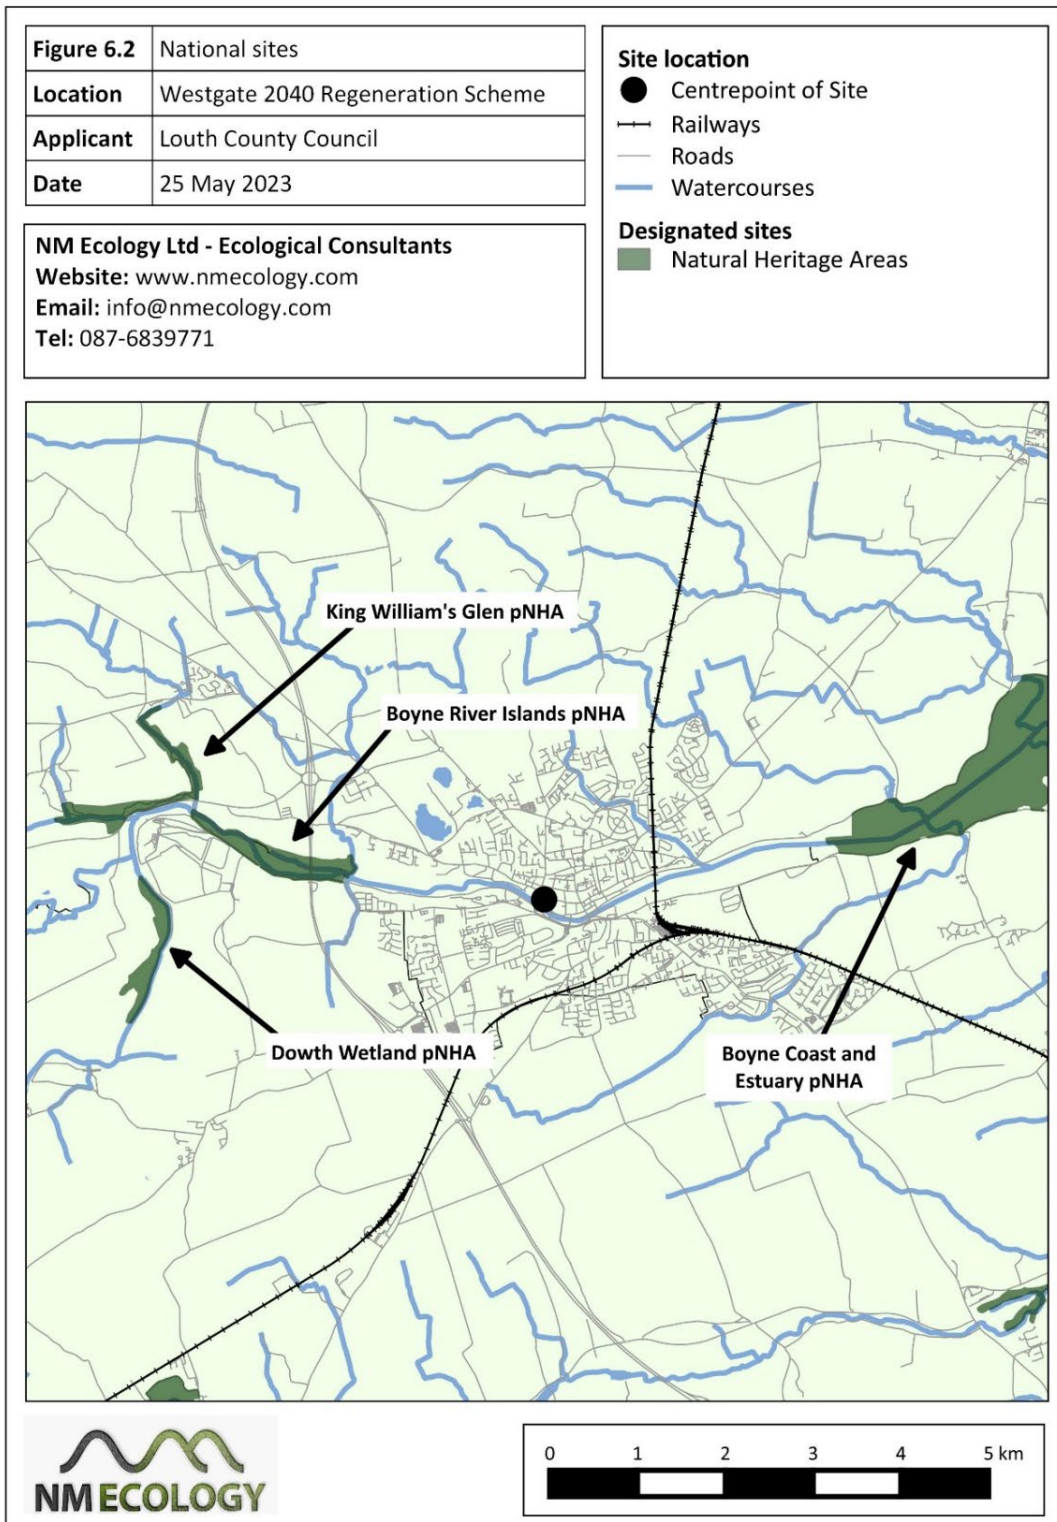 Figure 6.2 National sites
Location Westgate 2040 Regeneration Scheme
Applicant Louth County Council
Date 25 May 2023
NM Ecology Ltd - Ecological Consultants
Website: www.nmecology.com
Email: info@nmecology.com
Tel: 087-6839771
Site location
Centrepoint of Site
Railways
Roads
Watercourses
Designated sites
Natural Heritage Areas
King William's Glen pNHA
Boyne River Islands pNHA
Dowth Wetland pNHA
Boyne Coast and
Estuary pNHA
NM ECOLOGY
0 1 2 3 4 5 km